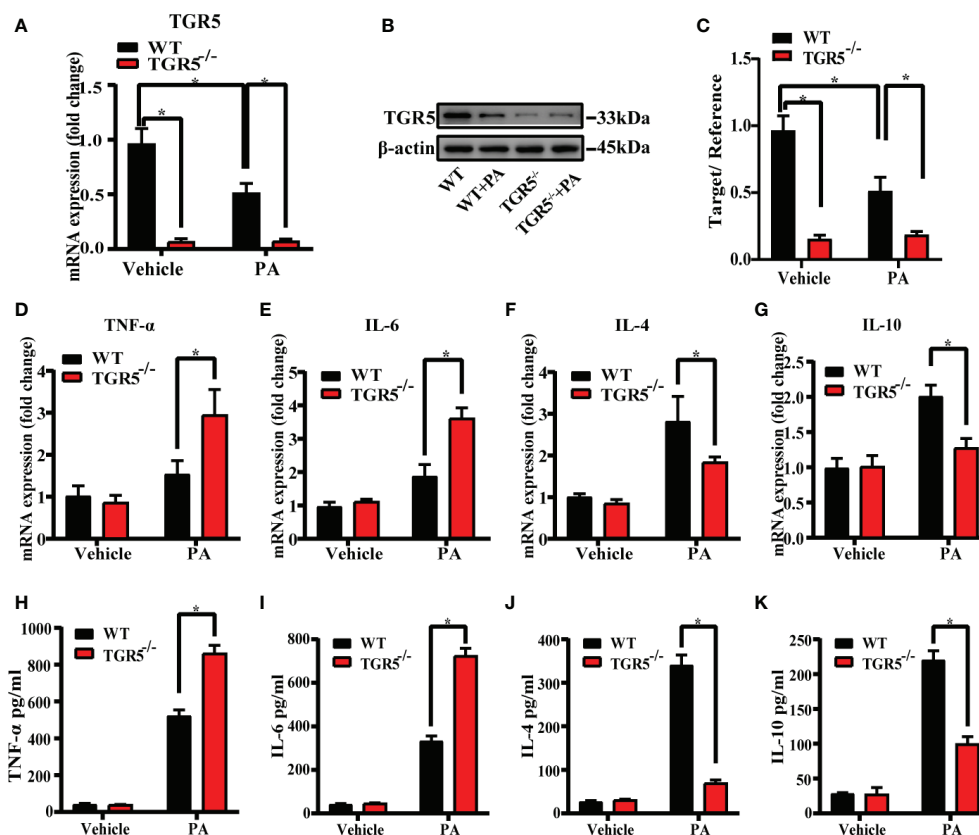 A
TGR5
WT
TGR5-/-
mRNA expression (fold change)
1.5
1.0
0.5
0.0
*
*
*
Vehicle
PA
B
TGR5
β-actin
–33kDa
–45kDa
WT
WT+PA
TGR5-/-
TGR5-/-+PA
C
WT
TGR5-/-
Target/ Reference
1.5
1.0
0.5
0.0
*
*
*
Vehicle
PA
D
TNF-α
WT
TGR5-/-
mRNA expression (fold change)
5
4
3
2
1
0
*
Vehicle
PA
E
IL-6
WT
TGR5-/-
mRNA expression (fold change)
6
4
2
0
*
Vehicle
PA
F
IL-4
WT
TGR5-/-
mRNA expression (fold change)
5
4
3
2
1
0
*
Vehicle
PA
G
IL-10
WT
TGR5-/-
mRNA expression (fold change)
2.5
2.0
1.5
1.0
0.5
0.0
*
Vehicle
PA
H
WT
TGR5-/-
TNF-α pg/ml
1000
800
600
400
200
0
*
Vehicle
PA
I
WT
TGR5-/-
IL-6 pg/ml
800
600
400
200
0
*
Vehicle
PA
J
WT
TGR5-/-
IL-4 pg/ml
400
300
200
100
0
*
Vehicle
PA
K
WT
TGR5-/-
IL-10 pg/ml
250
200
150
100
50
0
*
Vehicle
PA